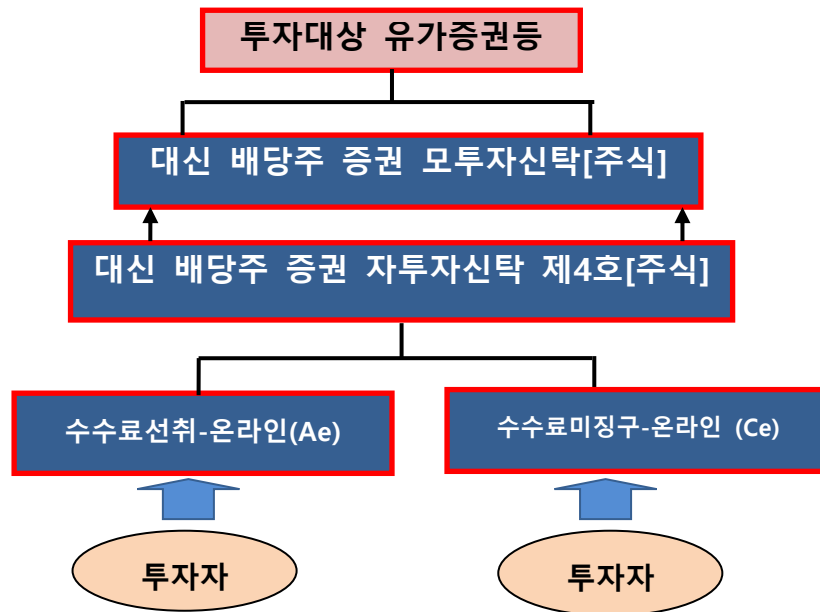 투자대상 유가증권등
대신 배당주 증권 모투자신탁[주식]
대신 배당주 증권 자투자신탁 제4호[주식]
수수료선취-온라인(Ae)
수수료미징구-온라인 (Ce)
투자자
투자자